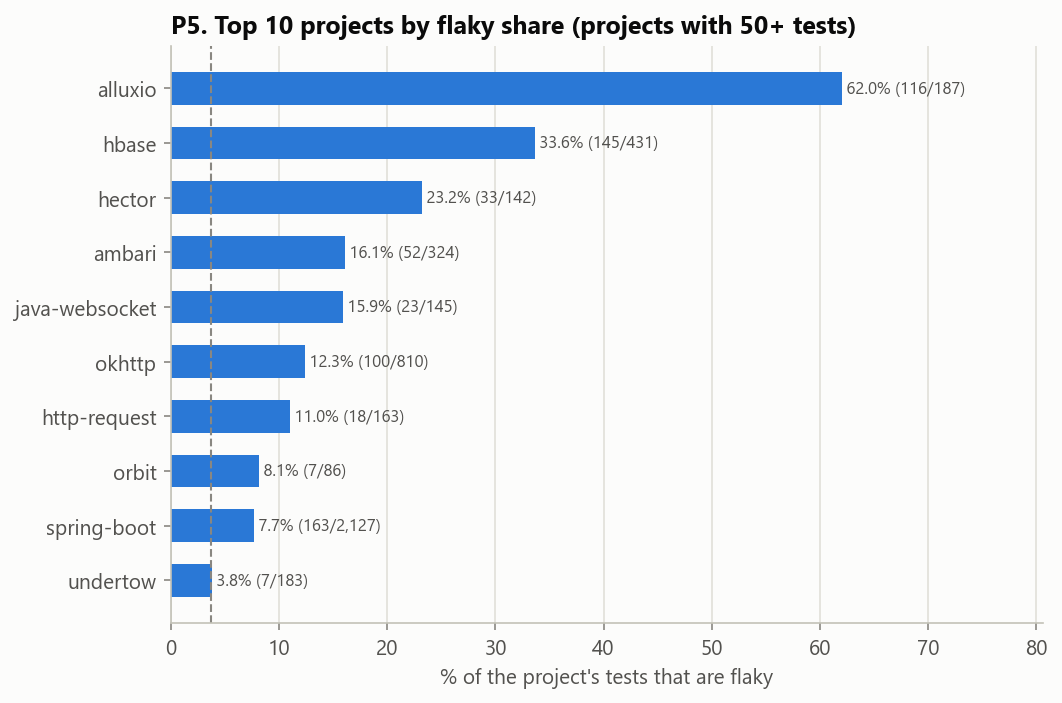 P5. Top 10 projects by flaky share (projects with 50+ tests)
alluxio 62.0% (116/187)
hbase 33.6% (145/431)
hector 23.2% (33/142)
ambari 16.1% (52/324)
java-websocket 15.9% (23/145)
okhttp 12.3% (100/810)
http-request 11.0% (18/163)
orbit 8.1% (7/86)
spring-boot 7.7% (163/2,127)
undertow 3.8% (7/183)
0 10 20 30 40 50 60 70 80
% of the project's tests that are flaky